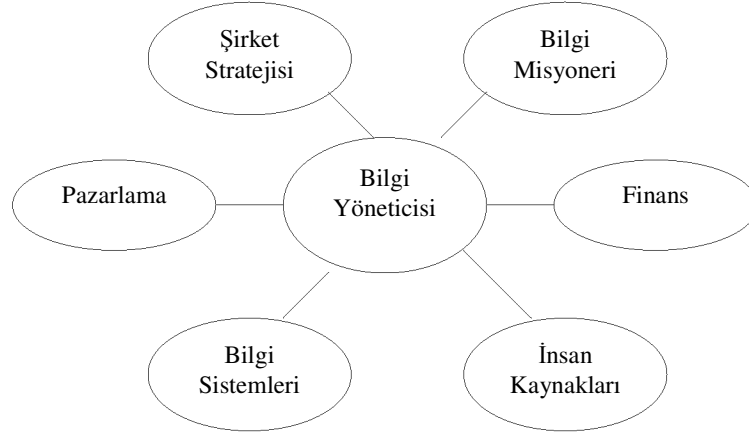 Şirket
Stratejisi
Bilgi
Misyoneri
Pazarlama
Bilgi
Yöneticisi
Finans
Bilgi
Sistemleri
İnsan
Kaynakları